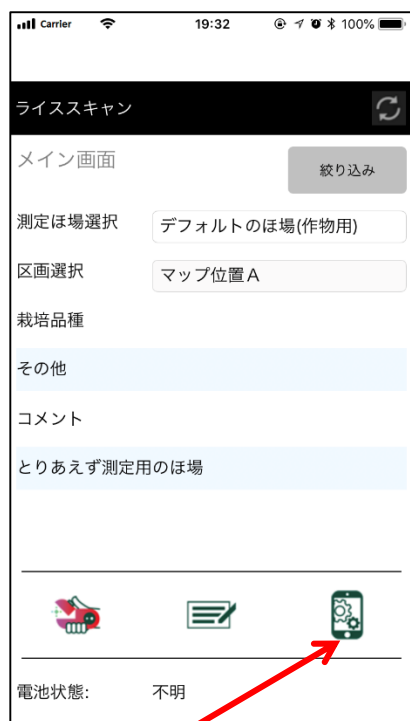 Carrier 19:32 100%
ライススキャン
メイン画面 絞り込み
測定ほ場選択 デフォルトのほ場(作物用)
区画選択 マップ位置A
栽培品種
その他
コメント
とりあえず測定用のほ場
電池状態: 不明